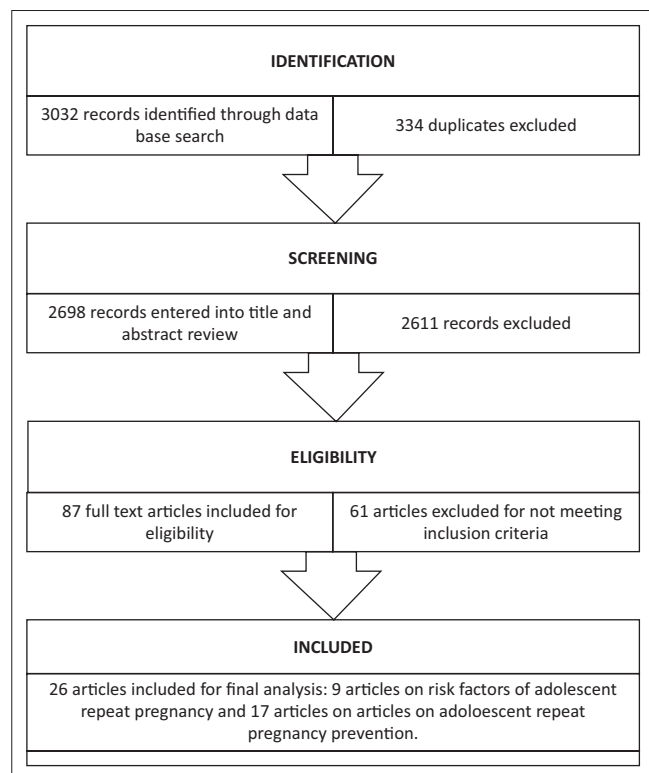 IDENTIFICATION
3032 records identified through data
base search
334 duplicates excluded
SCREENING
2698 records entered into title and
abstract review
2611 records excluded
ELIGIBILITY
87 full text articles included for
eligibility
61 articles excluded for not meeting
inclusion criteria
INCLUDED
26 articles included for final analysis: 9 articles on risk factors of adolescent
repeat pregnancy and 17 articles on articles on adoloescent repeat
pregnancy prevention.